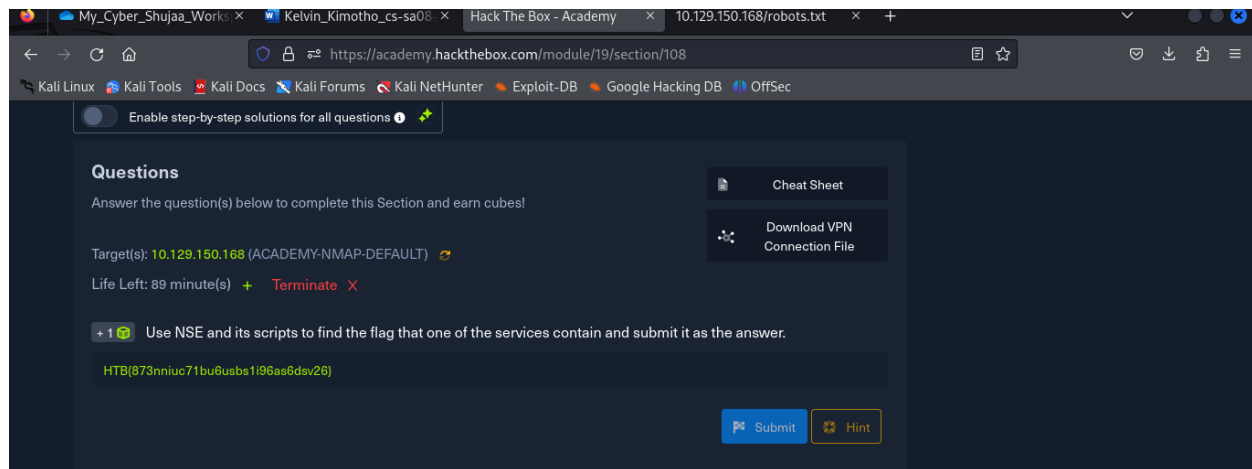 My_Cyber_Shujaa_Works × Kelvin_Kimotho_cs-sa08- × Hack The Box - Academy × 10.129.150.168/robots.txt × +
https://academy.hackthebox.com/module/19/section/108
Kali Linux Kali Tools Kali Docs Kali Forums Kali NetHunter Exploit-DB Google Hacking DB OffSec
Enable step-by-step solutions for all questions
Questions
Cheat Sheet
Answer the question(s) below to complete this Section and earn cubes!
Download VPN
Connection File
Target(s): 10.129.150.168 (ACADEMY-NMAP-DEFAULT)
Life Left: 89 minute(s) + Terminate X
+ 1 Use NSE and its scripts to find the flag that one of the services contain and submit it as the answer.
HTB{873nniuc71bu6usbs1i96as6dsv26}
Submit Hint